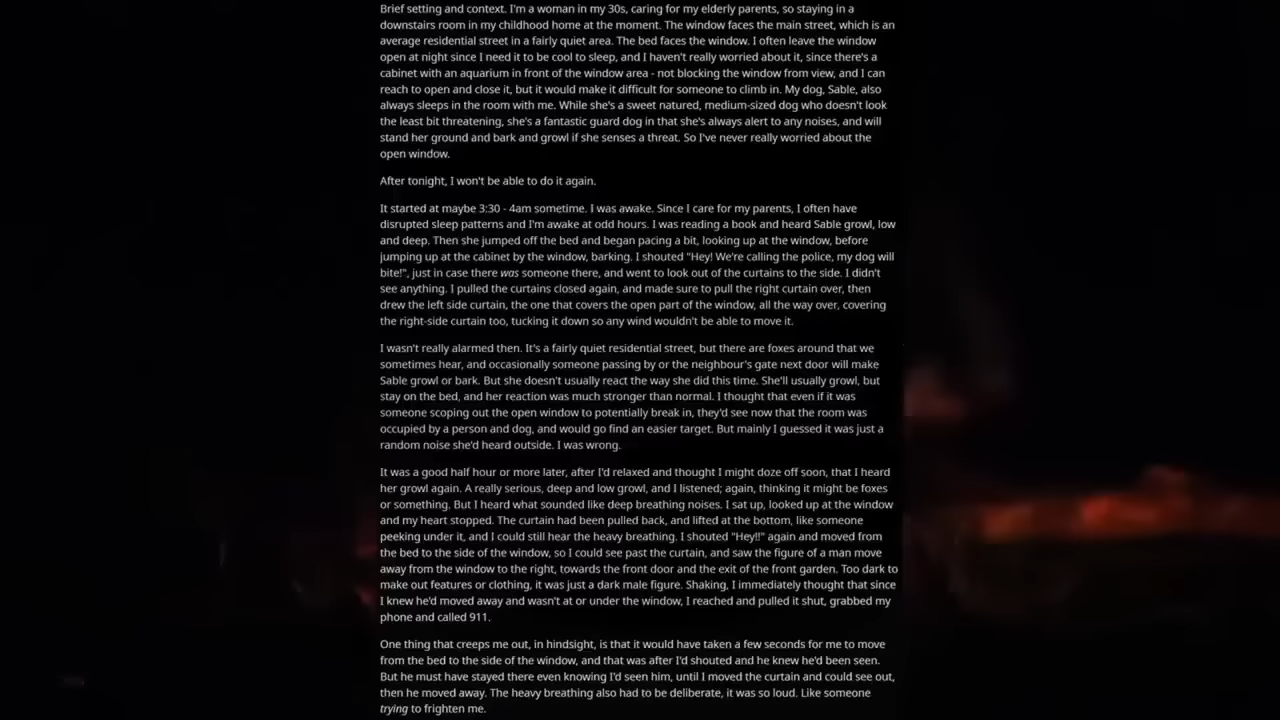 Brief setting and context. I'm a woman in my 30s, caring for my elderly parents, so staying in a
downstairs room in my childhood home at the moment. The window faces the main street, which is an
average residential street in a fairly quiet area. The bed faces the window. I often leave the window
open at night since I need it to be cool to sleep, and I haven't really worried about it, since there's a
cabinet with an aquarium in front of the window area - not blocking the window from view, and I can
reach to open and close it, but it would make it difficult for someone to climb in. My dog, Sable, also
always sleeps in the room with me. While she's a sweet natured, medium-sized dog who doesn't look
the least bit threatening, she's a fantastic guard dog in that she's always alert to any noises, and will
stand her ground and bark and growl if she senses a threat. So I've never really worried about the
open window.
After tonight, I won't be able to do it again.
It started at maybe 3:30 - 4am sometime. I was awake. Since I care for my parents, I often have
disrupted sleep patterns and I'm awake at odd hours. I was reading a book and heard Sable growl, low
and deep. Then she jumped off the bed and began pacing a bit, looking up at the window, before
jumping up at the cabinet by the window, barking. I shouted "Hey! We're calling the police, my dog will
bite!", just in case there was someone there, and went to look out of the curtains to the side. I didn't
see anything. I pulled the curtains closed again, and made sure to pull the right curtain over, then
drew the left side curtain, the one that covers the open part of the window, all the way over, covering
the right-side curtain too, tucking it down so any wind wouldn't be able to move it.
I wasn't really alarmed then. It's a fairly quiet residential street, but there are foxes around that we
sometimes hear, and occasionally someone passing by or the neighbour's gate next door will make
Sable growl or bark. But she doesn't usually react the way she did this time. She'll usually growl, but
stay on the bed, and her reaction was much stronger than normal. I thought that even if it was
someone scoping out the open window to potentially break in, they'd see now that the room was
occupied by a person and dog, and would go find an easier target. But mainly I guessed it was just a
random noise she'd heard outside. I was wrong.
It was a good half hour or more later, after I'd relaxed and thought I might doze off soon, that I heard
her growl again. A really serious, deep and low growl, and I listened; again, thinking it might be foxes
or something. But I heard what sounded like deep breathing noises. I sat up, looked up at the window
and my heart stopped. The curtain had been pulled back, and lifted at the bottom, like someone
peeking under it, and I could still hear the heavy breathing. I shouted "Hey!!" again and moved from
the bed to the side of the window, so I could see past the curtain, and saw the figure of a man move
away from the window to the right, towards the front door and the exit of the front garden. Too dark to
make out features or clothing, it was just a dark male figure. Shaking, I immediately thought that since
I knew he'd moved away and wasn't at or under the window, I reached and pulled it shut, grabbed my
phone and called 911.
One thing that creeps me out, in hindsight, is that it would have taken a few seconds for me to move
from the bed to the side of the window, and that was after I'd shouted and he knew he'd been seen.
But he must have stayed there even knowing I'd seen him, until I moved the curtain and could see out,
then he moved away. The heavy breathing also had to be deliberate, it was so loud. Like someone
trying to frighten me.